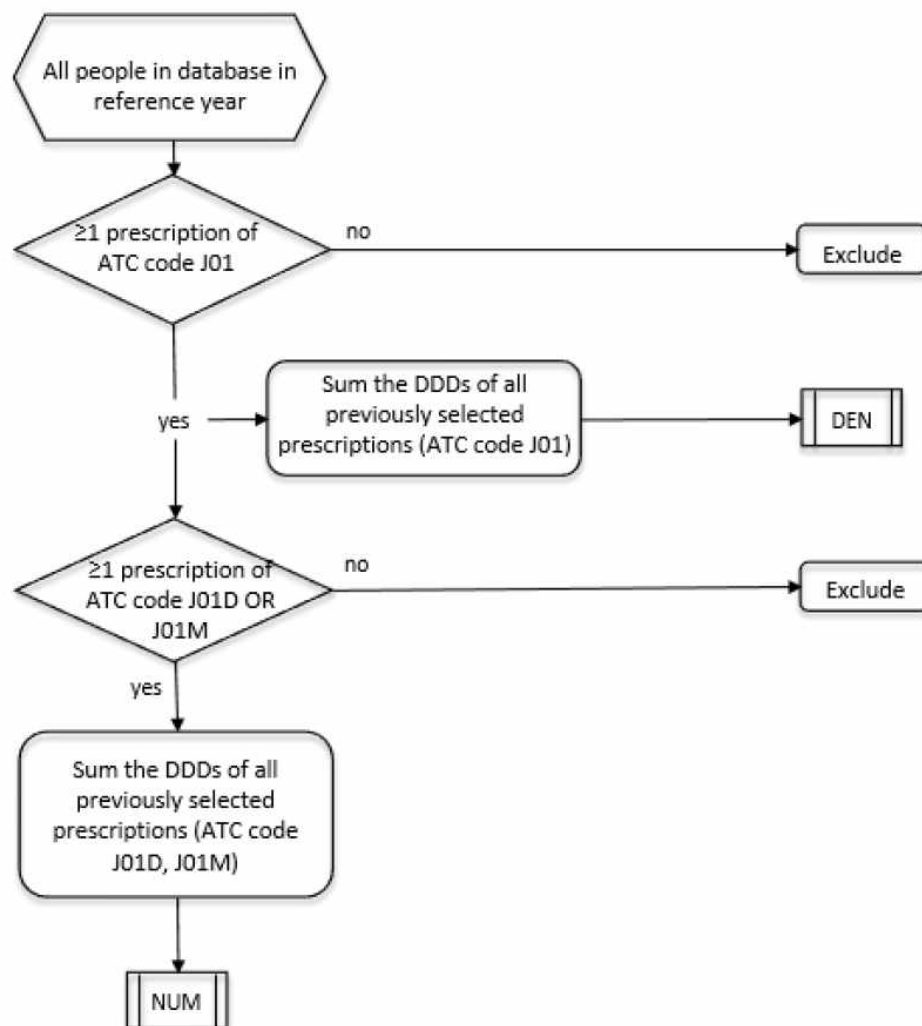 All people in database in
reference year
≥1 prescription of
ATC code J01
no
Exclude
Sum the DDDs of all
previously selected
prescriptions (ATC code J01)
yes
DEN
≥1 prescription of
ATC code J01D OR
J01M
no
Exclude
yes
Sum the DDDs of all
previously selected
prescriptions (ATC code
J01D, J01M)
NUM